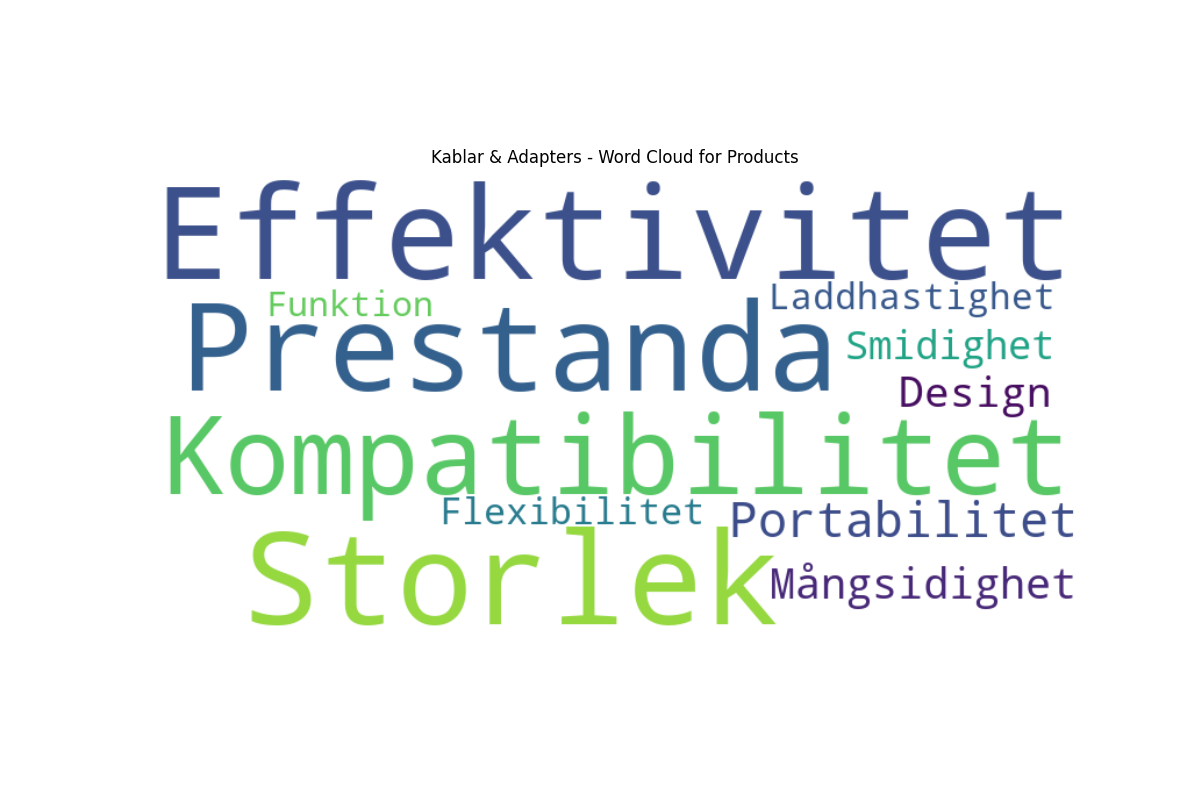 Kablar & Adapters - Word Cloud for Products
Effektivitet
Funktion
Laddhastighet
Prestanda
Smidighet
Design
Kompatibilitet
Flexibilitet
Portabilitet
Storlek
Mångsidighet